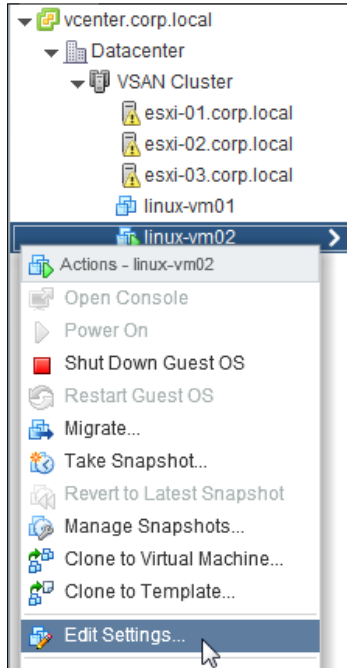 vcenter.corp.local
Datacenter
VSAN Cluster
esxi-01.corp.local
esxi-02.corp.local
esxi-03.corp.local
linux-vm01
linux-vm02
Actions - linux-vm02
Open Console
Power On
Shut Down Guest OS
Restart Guest OS
Migrate...
Take Snapshot...
Revert to Latest Snapshot
Manage Snapshots...
Clone to Virtual Machine...
Clone to Template...
Edit Settings...